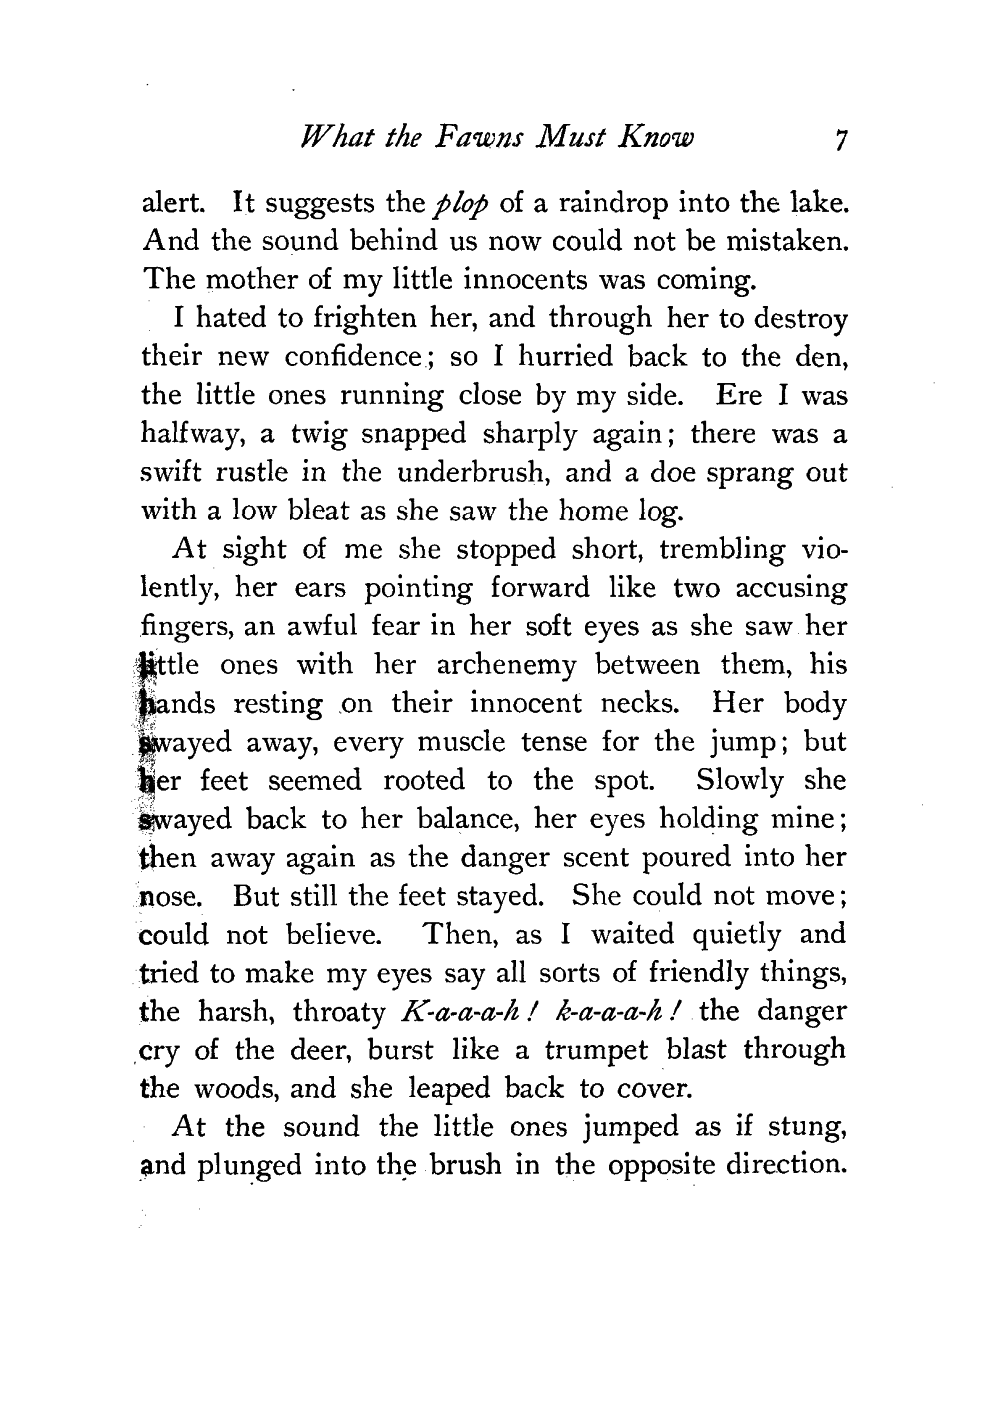 What the Fawns Must Know 7
alert. It suggests the plop of a raindrop into the lake.
And the sound behind us now could not be mistaken.
The mother of my little innocents was coming.
I hated to frighten her, and through her to destroy
their new confidence; so I hurried back to the den,
the little ones running close by my side. Ere I was
halfway, a twig snapped sharply again; there was a
swift rustle in the underbrush, and a doe sprang out
with a low bleat as she saw the home log.
At sight of me she stopped short, trembling vio-
lently, her ears pointing forward like two accusing
fingers, an awful fear in her soft eyes as she saw her
little ones with her archenemy between them, his
hands resting on their innocent necks. Her body
swayed away, every muscle tense for the jump; but
her feet seemed rooted to the spot. Slowly she
swayed back to her balance, her eyes holding mine;
then away again as the danger scent poured into her
nose. But still the feet stayed. She could not move;
could not believe. Then, as I waited quietly and
tried to make my eyes say all sorts of friendly things,
the harsh, throaty K-a-a-a-h! k-a-a-a-h! the danger
cry of the deer, burst like a trumpet blast through
the woods, and she leaped back to cover.
At the sound the little ones jumped as if stung,
and plunged into the brush in the opposite direction.